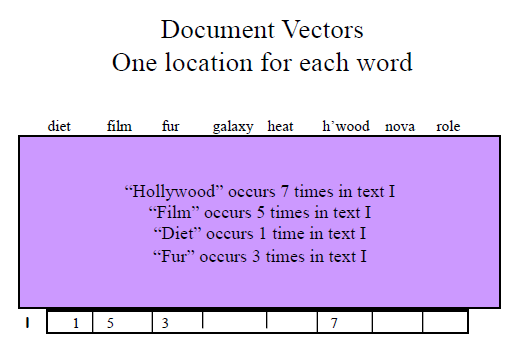 Document Vectors
One location for each word
diet film fur galaxy heat h’wood nova role
“Hollywood” occurs 7 times in text I
“Film” occurs 5 times in text I
“Diet” occurs 1 time in text I
“Fur” occurs 3 times in text I
I 1 5 3 7